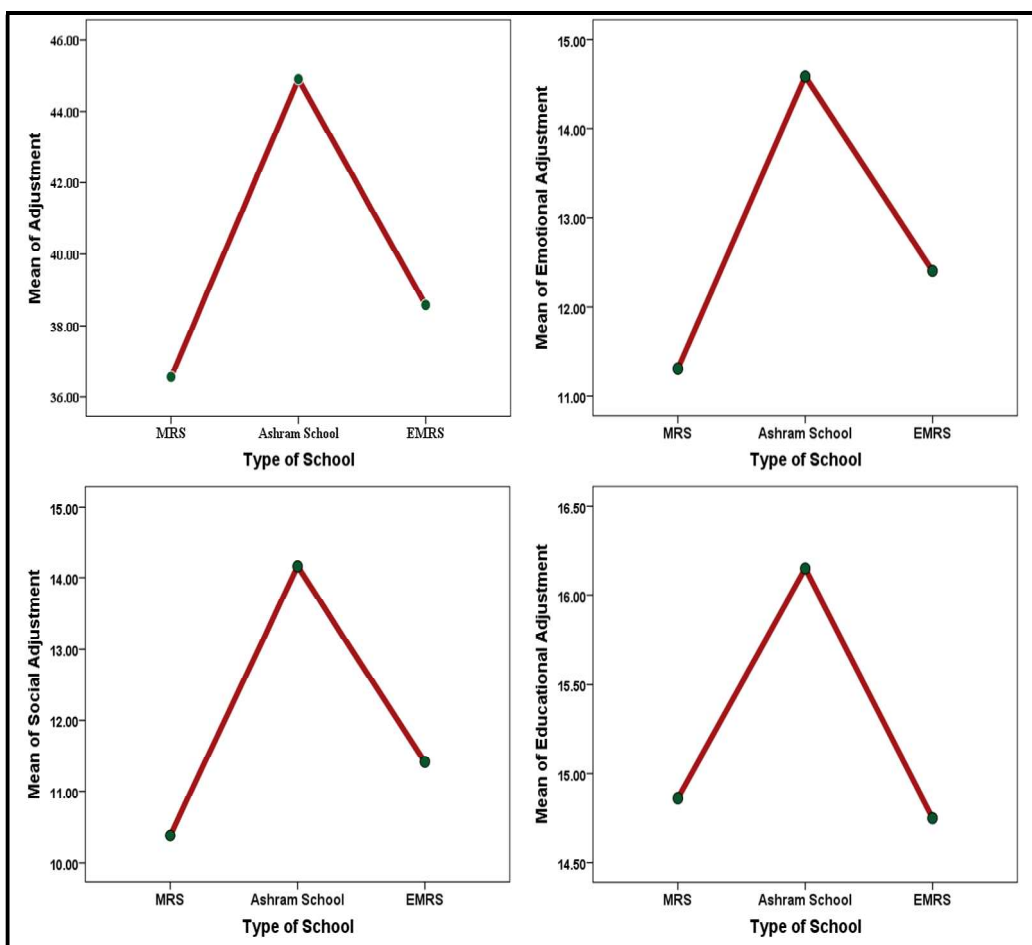 Mean of Adjustment
46.00
44.00
42.00
40.00
38.00
36.00
MRS
Ashram School
EMRS
Type of School
Mean of Emotional Adjustment
15.00
14.00
13.00
12.00
11.00
MRS
Ashram School
EMRS
Type of School
Mean of Social Adjustment
15.00
14.00
13.00
12.00
11.00
10.00
MRS
Ashram School
EMRS
Type of School
Mean of Educational Adjustment
16.50
16.00
15.50
15.00
14.50
MRS
Ashram School
EMRS
Type of School